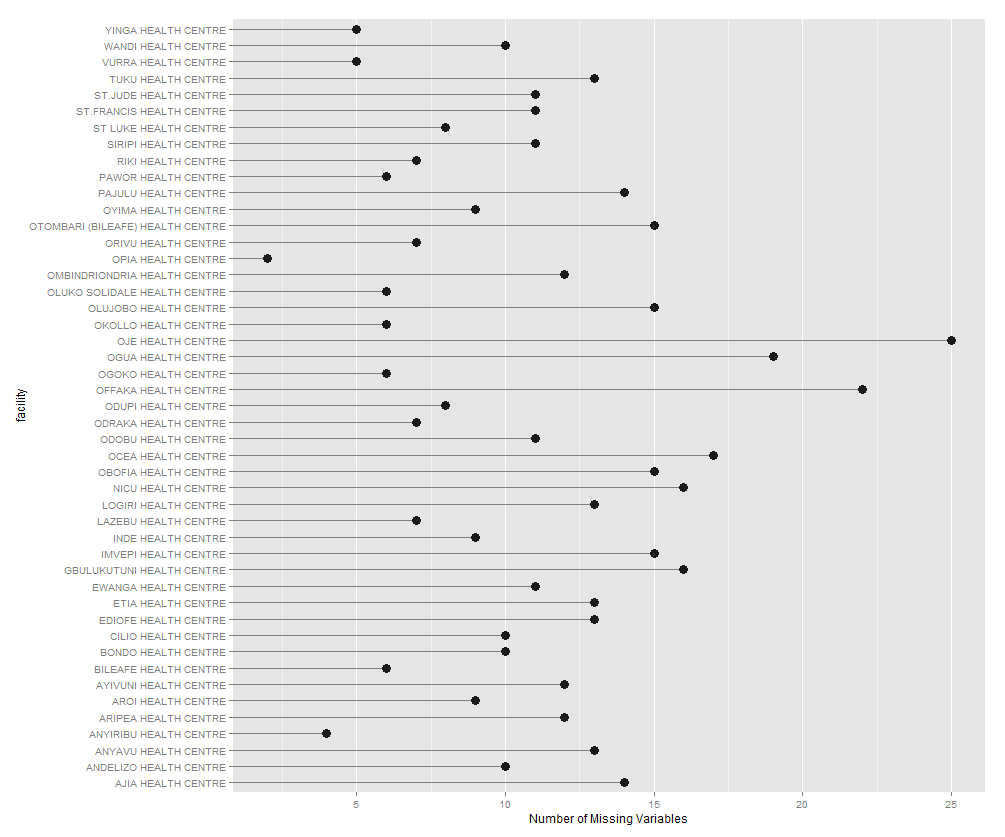 YINGA HEALTH CENTRE
WANDI HEALTH CENTRE
VURRA HEALTH CENTRE
TUKU HEALTH CENTRE
ST.JUDE HEALTH CENTRE
ST.FRANCIS HEALTH CENTRE
ST LUKE HEALTH CENTRE
SIRIPI HEALTH CENTRE
RIKI HEALTH CENTRE
PAWOR HEALTH CENTRE
PAJULU HEALTH CENTRE
OYIMA HEALTH CENTRE
OTOMBARI (BILEAFE) HEALTH CENTRE
ORIVU HEALTH CENTRE
OPIA HEALTH CENTRE
OMBINDRIONDRIA HEALTH CENTRE
OLUKO SOLIDALE HEALTH CENTRE
OLUJOBO HEALTH CENTRE
OKOLLO HEALTH CENTRE
OJE HEALTH CENTRE
OGUA HEALTH CENTRE
OGOKO HEALTH CENTRE
OFFAKA HEALTH CENTRE
ODUPI HEALTH CENTRE
ODRAKA HEALTH CENTRE
ODOBU HEALTH CENTRE
OCEA HEALTH CENTRE
OBOFIA HEALTH CENTRE
NICU HEALTH CENTRE
LOGIRI HEALTH CENTRE
LAZEBU HEALTH CENTRE
INDE HEALTH CENTRE
IMVEPI HEALTH CENTRE
GBULUKUTUNI HEALTH CENTRE
EWANGA HEALTH CENTRE
ETIA HEALTH CENTRE
EDIOFE HEALTH CENTRE
CILIO HEALTH CENTRE
BONDO HEALTH CENTRE
BILEAFE HEALTH CENTRE
AYIVUNI HEALTH CENTRE
AROI HEALTH CENTRE
ARIPEA HEALTH CENTRE
ANYIRIBU HEALTH CENTRE
ANYAVU HEALTH CENTRE
ANDELIZO HEALTH CENTRE
AJIA HEALTH CENTRE
facility
5 10 15 20 25
Number of Missing Variables